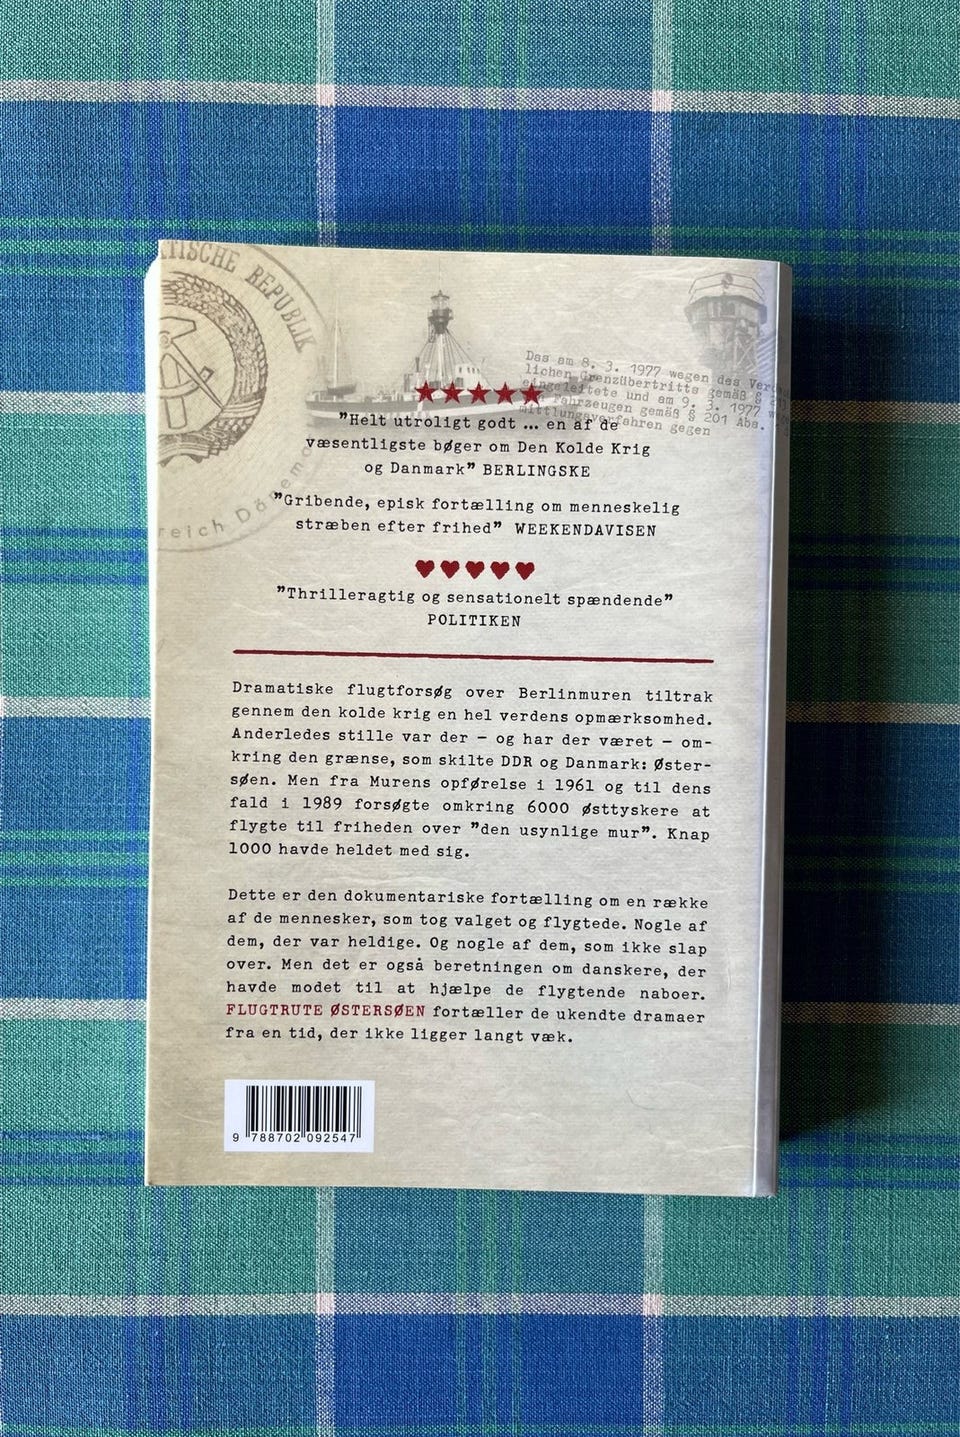 TISCHE REPUBLIK
Das am 8. 3. 1977 wegen des
lichen Grenzübertritts gemäß §
eingeleitete und am 9. 3. 1977
Fahrzeugen gemäß § 201 Abs.
mittlungsverfahren gegen
reich
”Helt utroligt godt ... en af de
væsentligste bøger om Den Kolde Krig
og Danmark” BERLINGSKE
”Gribende, episk fortælling om menneskelig
stræben efter frihed” WEEKENDAVISEN
”Thrilleragtig og sensationelt spændende”
POLITIKEN
Dramatiske flugtforsøg over Berlinmuren tiltrak
gennem den kolde krig en hel verdens opmærksomhed.
Anderledes stille var der – og har der været – om-
kring den grænse, som skilte DDR og Danmark: Øster-
søen. Men fra Murens opførelse i 1961 og til dens
fald i 1989 forsøgte omkring 6000 østtyskere at
flygte til friheden over ”den usynlige mur”. Knap
1000 havde heldet med sig.
Dette er den dokumentariske fortælling om en række
af de mennesker, som tog valget og flygtede. Nogle af
dem, der var heldige. Og nogle af dem, som ikke slap
over. Men det er også beretningen om danskere, der
havde modet til at hjælpe de flygtende naboer.
FLUGTRUTE ØSTERSØEN fortæller de ukendte dramaer
fra en tid, der ikke ligger langt væk.
9 788702 092547